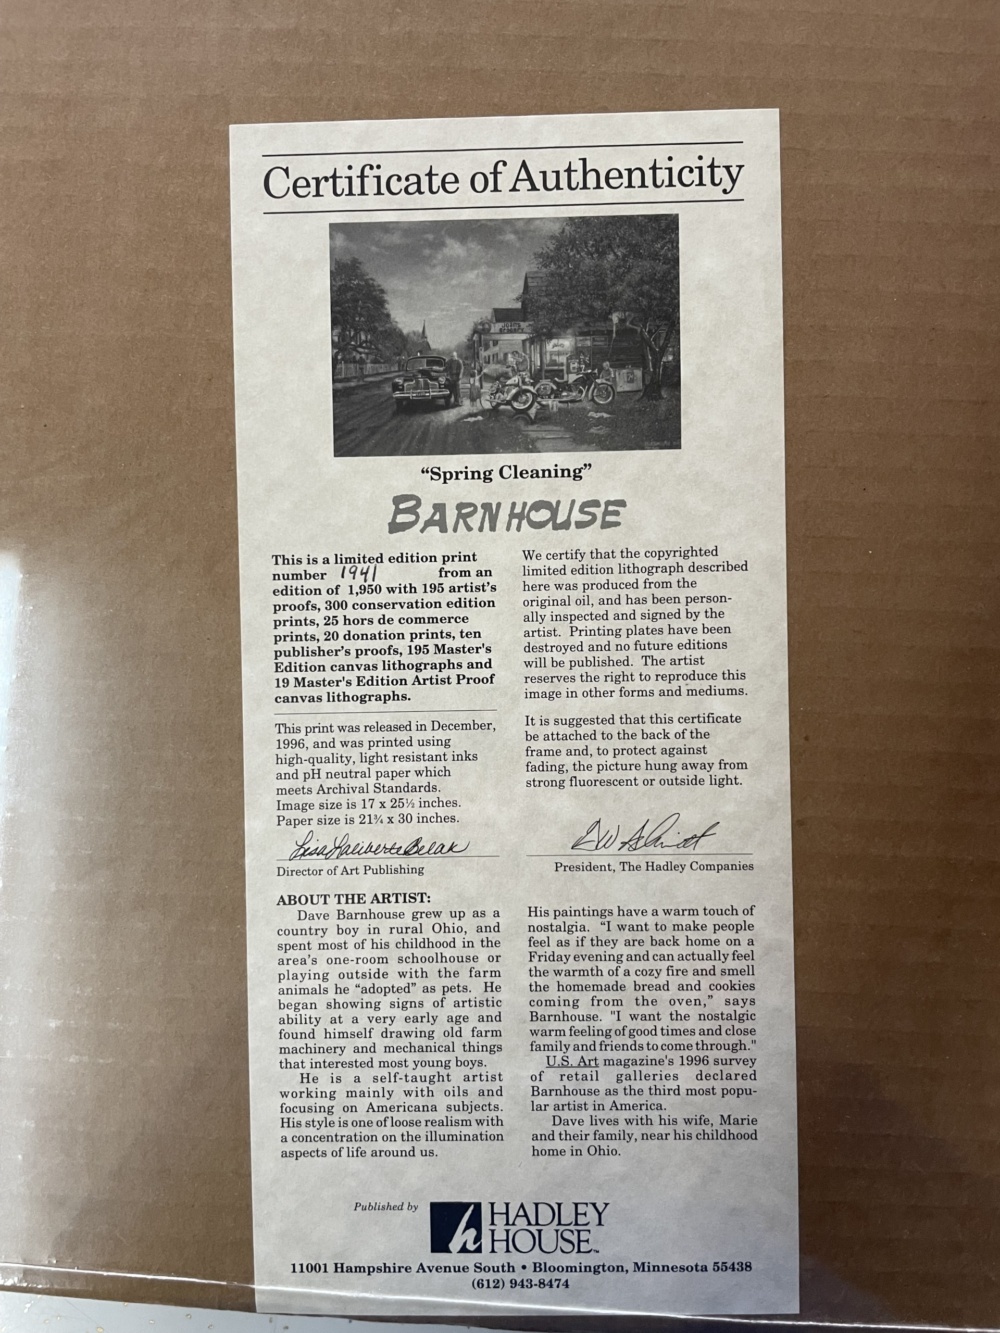 Certificate of Authenticity
"Spring Cleaning"
BARNHOUSE
This is a limited edition print
number 1941 from an
edition of 1,950 with 195 artist's
proofs, 300 conservation edition
prints, 25 hors de commerce
prints, 20 donation prints, ten
publisher's proofs, 195 Master's
Edition canvas lithographs and
19 Master's Edition Artist Proof
canvas lithographs.
This print was released in December,
1996, and was printed using
high-quality, light resistant inks
and pH neutral paper which
meets Archival Standards.
Image size is 17 x 25½ inches.
Paper size is 21¾ x 30 inches.
Lisa Laliberte Belak
Director of Art Publishing
We certify that the copyrighted
limited edition lithograph described
here was produced from the
original oil, and has been person-
ally inspected and signed by the
artist. Printing plates have been
destroyed and no future editions
will be published. The artist
reserves the right to reproduce this
image in other forms and mediums.
It is suggested that this certificate
be attached to the back of the
frame and, to protect against
fading, the picture hung away from
strong fluorescent or outside light.
President, The Hadley Companies
ABOUT THE ARTIST:
Dave Barnhouse grew up as a
country boy in rural Ohio, and
spent most of his childhood in the
area's one-room schoolhouse or
playing outside with the farm
animals he "adopted" as pets. He
began showing signs of artistic
ability at a very early age and
found himself drawing old farm
machinery and mechanical things
that interested most young boys.
He is a self-taught artist
working mainly with oils and
focusing on Americana subjects.
His style is one of loose realism with
a concentration on the illumination
aspects of life around us.
His paintings have a warm touch of
nostalgia. "I want to make people
feel as if they are back home on a
Friday evening and can actually feel
the warmth of a cozy fire and smell
the homemade bread and cookies
coming from the oven," says
Barnhouse. "I want the nostalgic
warm feeling of good times and close
family and friends to come through."
U.S. Art magazine's 1996 survey
of retail galleries declared
Barnhouse as the third most popu-
lar artist in America.
Dave lives with his wife, Marie
and their family, near his childhood
home in Ohio.
Published by
h HADLEY
HOUSE™
11001 Hampshire Avenue South • Bloomington, Minnesota 55438
(612) 943-8474